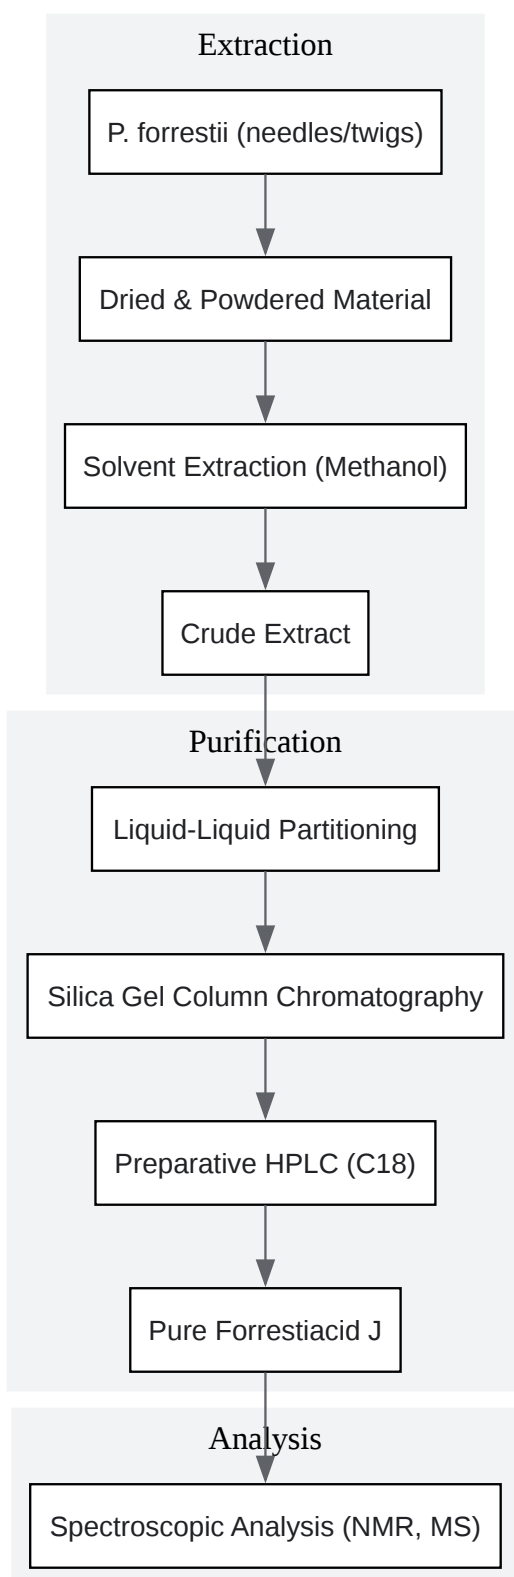 Extraction
P. forrestii (needles/twigs)
Dried & Powdered Material
Solvent Extraction (Methanol)
Crude Extract
Purification
Liquid-Liquid Partitioning
Silica Gel Column Chromatography
Preparative HPLC (C18)
Pure Forrestiacid J
Analysis
Spectroscopic Analysis (NMR, MS)